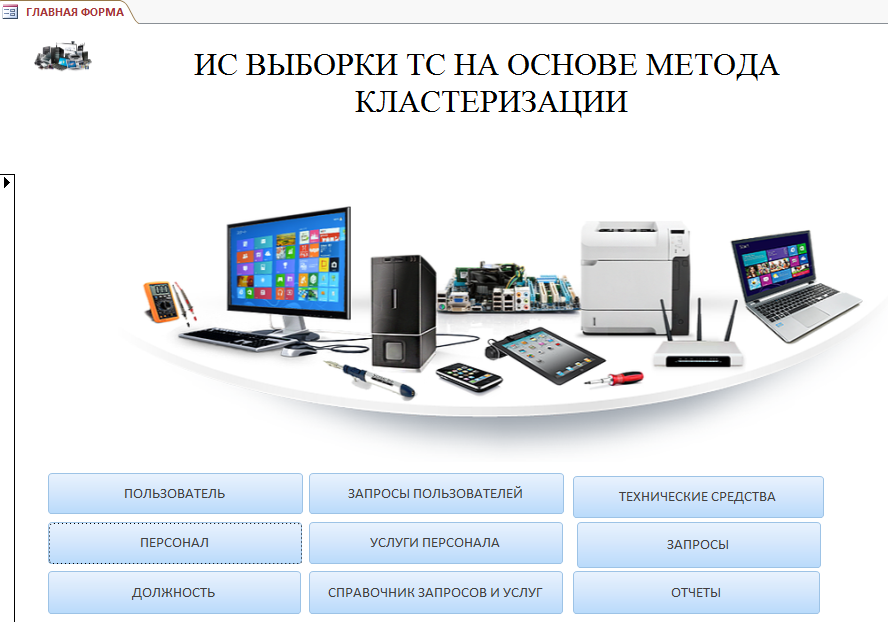 ГЛАВНАЯ ФОРМА
ИС ВЫБОРКИ ТС НА ОСНОВЕ МЕТОДА
КЛАСТЕРИЗАЦИИ
ПОЛЬЗОВАТЕЛЬ
ЗАПРОСЫ ПОЛЬЗОВАТЕЛЕЙ
ТЕХНИЧЕСКИЕ СРЕДСТВА
ПЕРСОНАЛ
УСЛУГИ ПЕРСОНАЛА
ЗАПРОСЫ
ДОЛЖНОСТЬ
СПРАВОЧНИК ЗАПРОСОВ И УСЛУГ
ОТЧЕТЫ